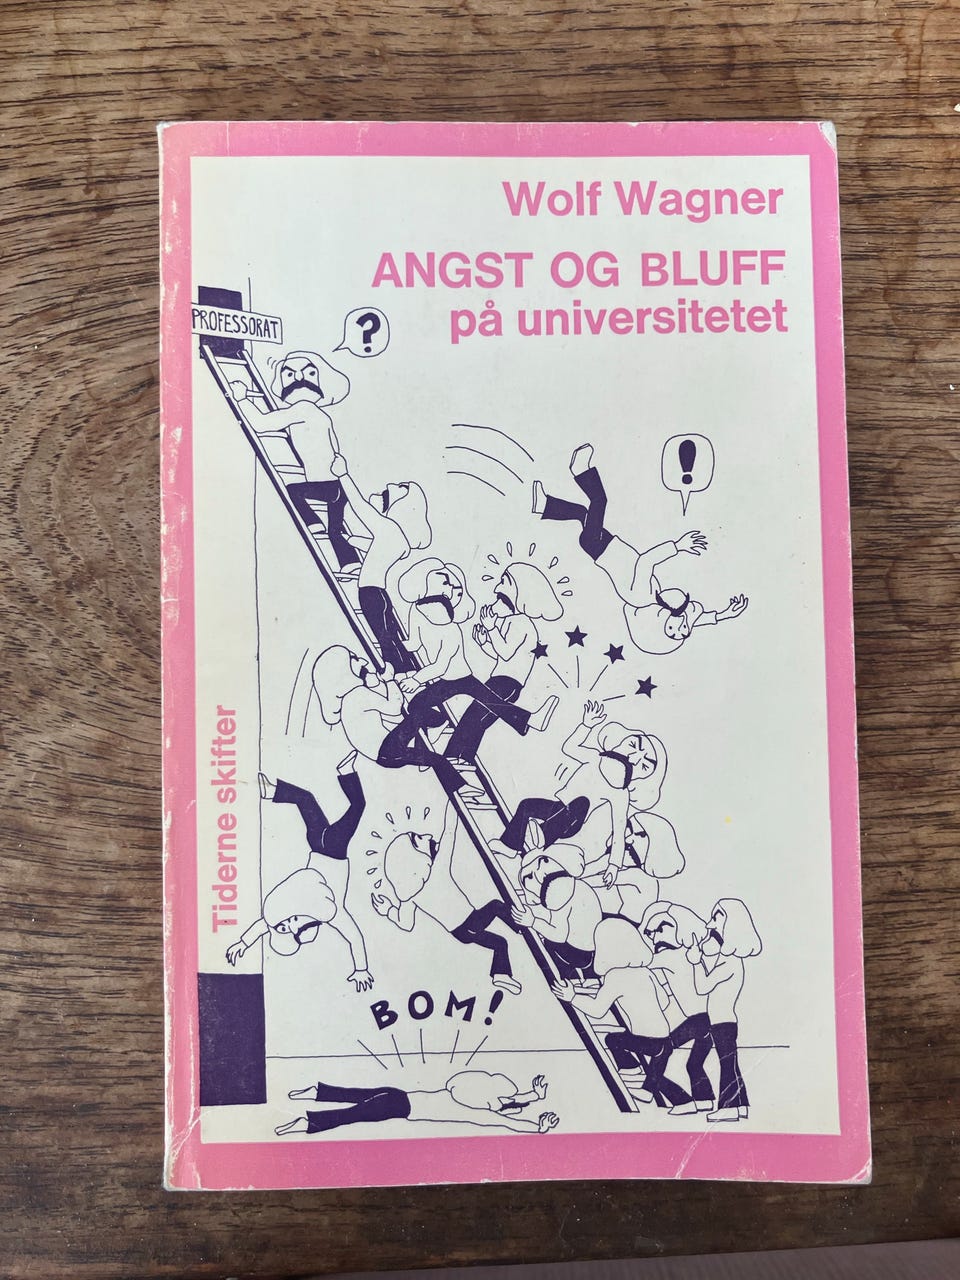 Wolf Wagner
ANGST OG BLUFF
på universitetet
PROFESSORAT
?
!
Tiderne skifter
BOM!